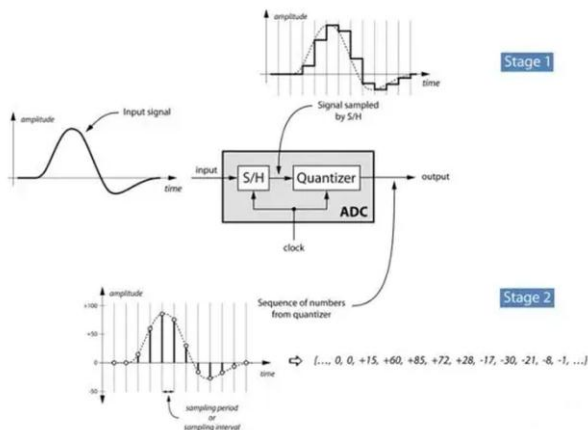 amplitude
Stage 1
time
Signal sampled
by S/H
Input signal
amplitude
time
input
S/H
Quantizer
output
ADC
clock
Stage 2
Sequence of numbers
from quantizer
amplitude
+100
+50
0
-50
time
{..., 0, 0, +15, +60, +85, +72, +28, -17, -30, -21, -8, -1, ...}
sampling period
or
sampling interval